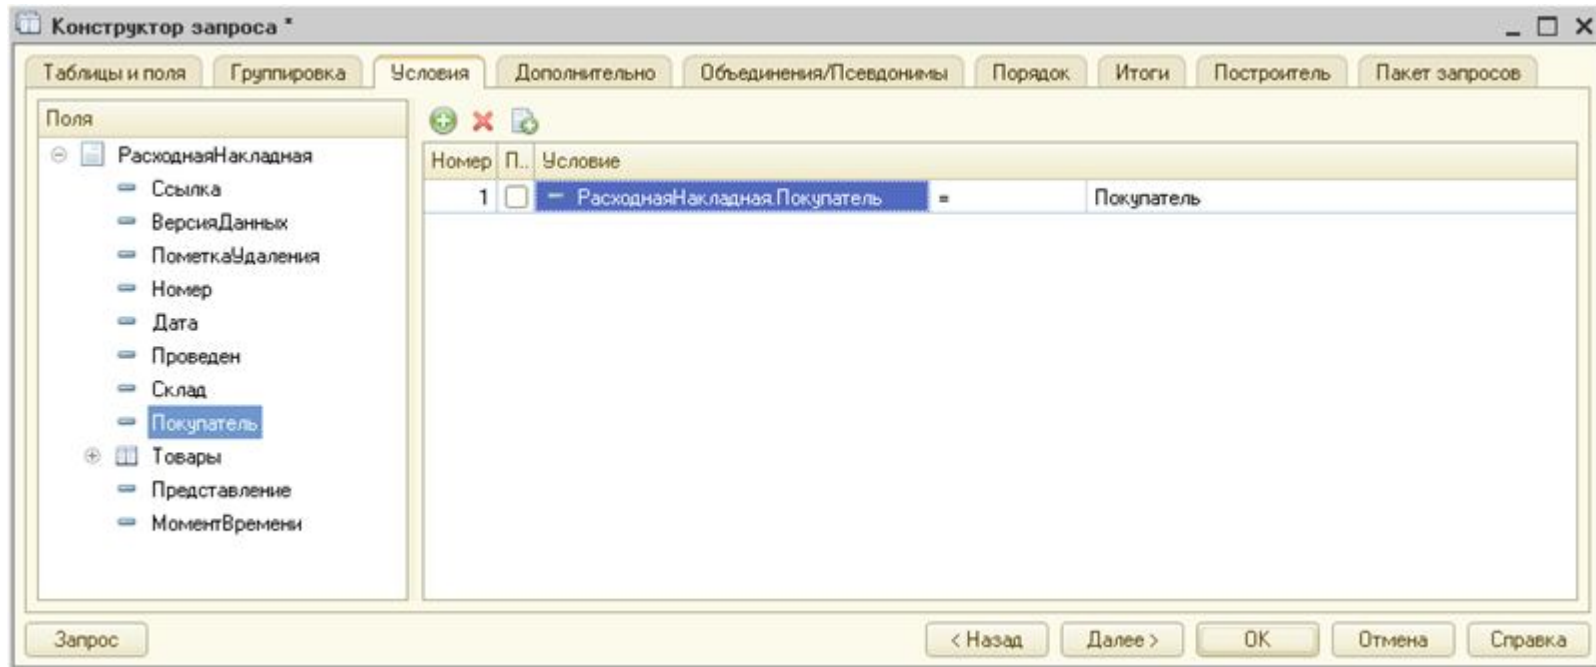 Конструктор запроса *
Таблицы и поля Группировка Условия Дополнительно Объединения/Псевдонимы Порядок Итоги Построитель Пакет запросов
Поля
РасходнаяНакладная
Ссылка
ВерсияДанных
ПометкаУдаления
Номер
Дата
Проведен
Склад
Покупатель
Товары
Представление
МоментВремени
Номер П.. Условие
1 РасходнаяНакладная.Покупатель = Покупатель
Запрос < Назад Далее > ОК Отмена Справка